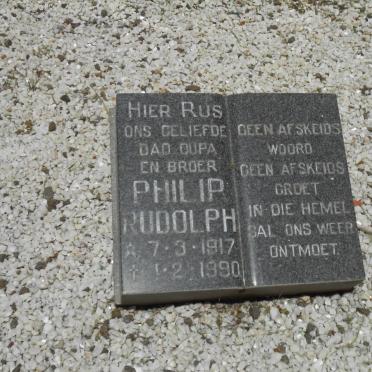 HIER RUS
ONS GELIEFDE
DAD OUPA
EN BROER
PHILIP
RUDOLPH
* 7-3-1917
† 1-2-1990
GEEN AFSKEIDS
WOORD
GEEN AFSKEIDS
GROET
IN DIE HEMEL
SAL ONS WEER
ONTMOET.